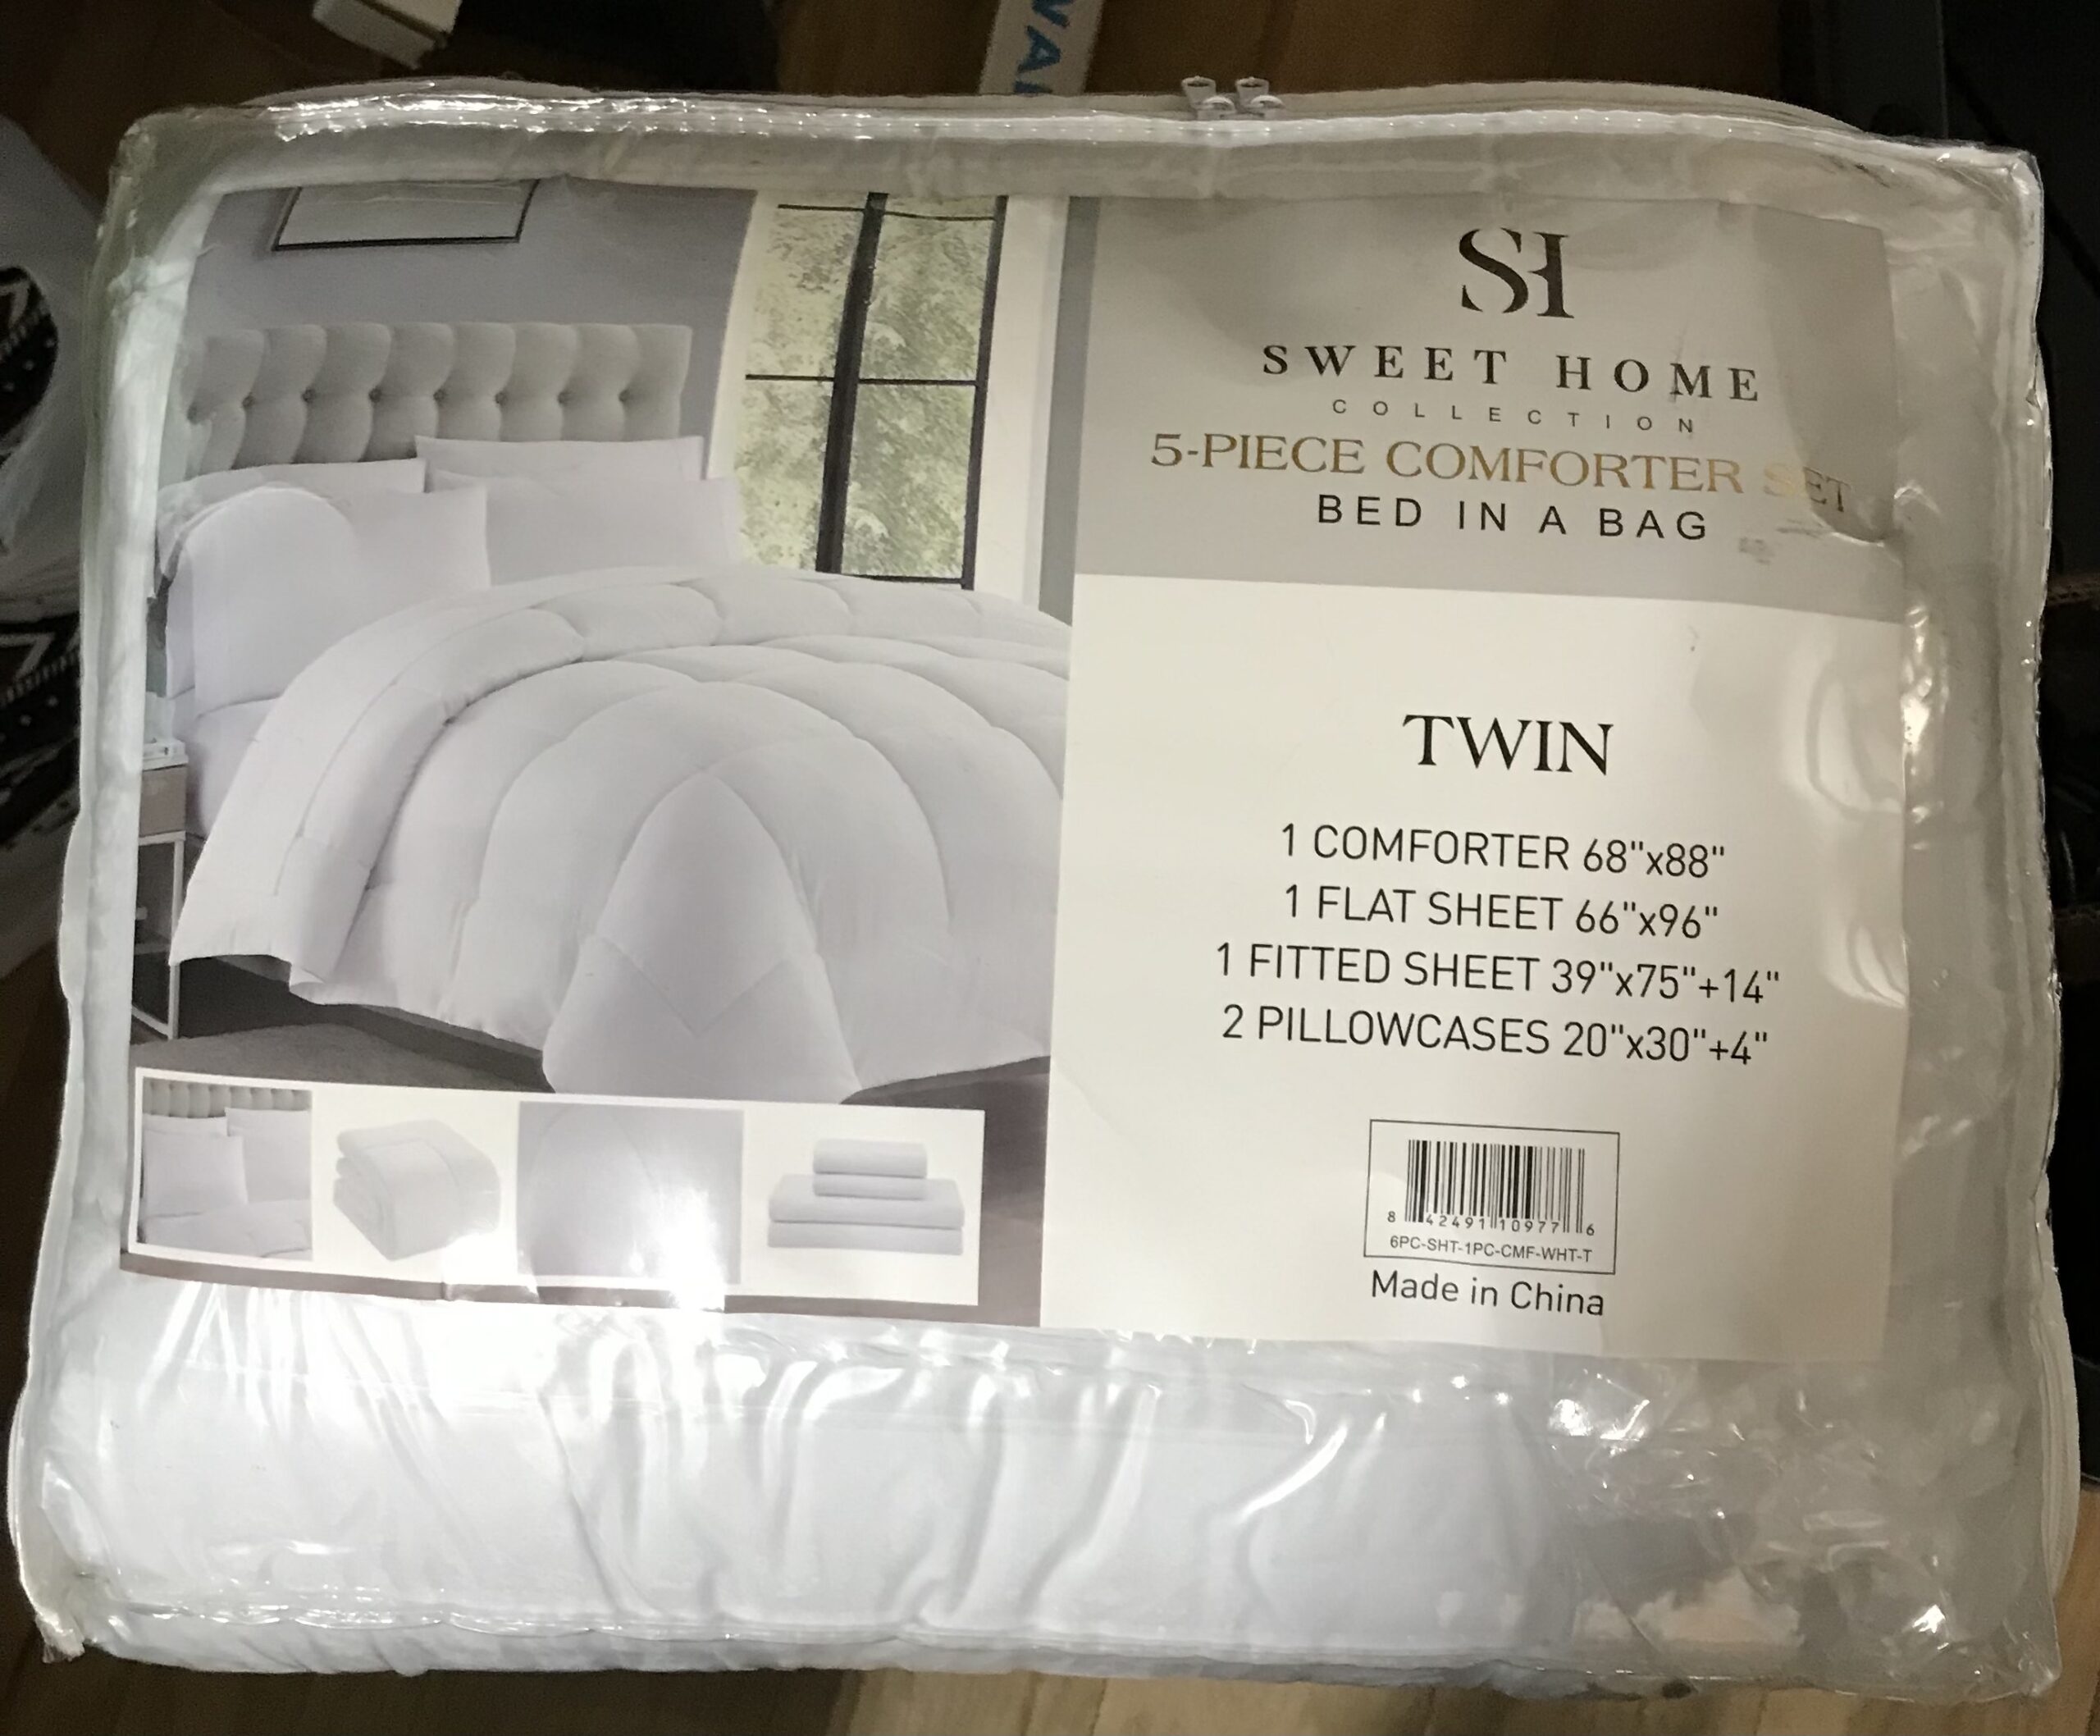 SH
SWEET HOME
COLLECTION
5-PIECE COMFORTER SET
BED IN A BAG
TWIN
1 COMFORTER 68"x88"
1 FLAT SHEET 66"x96"
1 FITTED SHEET 39"x75"+14"
2 PILLOWCASES 20"x30"+4"
8 42491 10977 6
6PC-SHT-1PC-CMF-WHT-T
Made in China